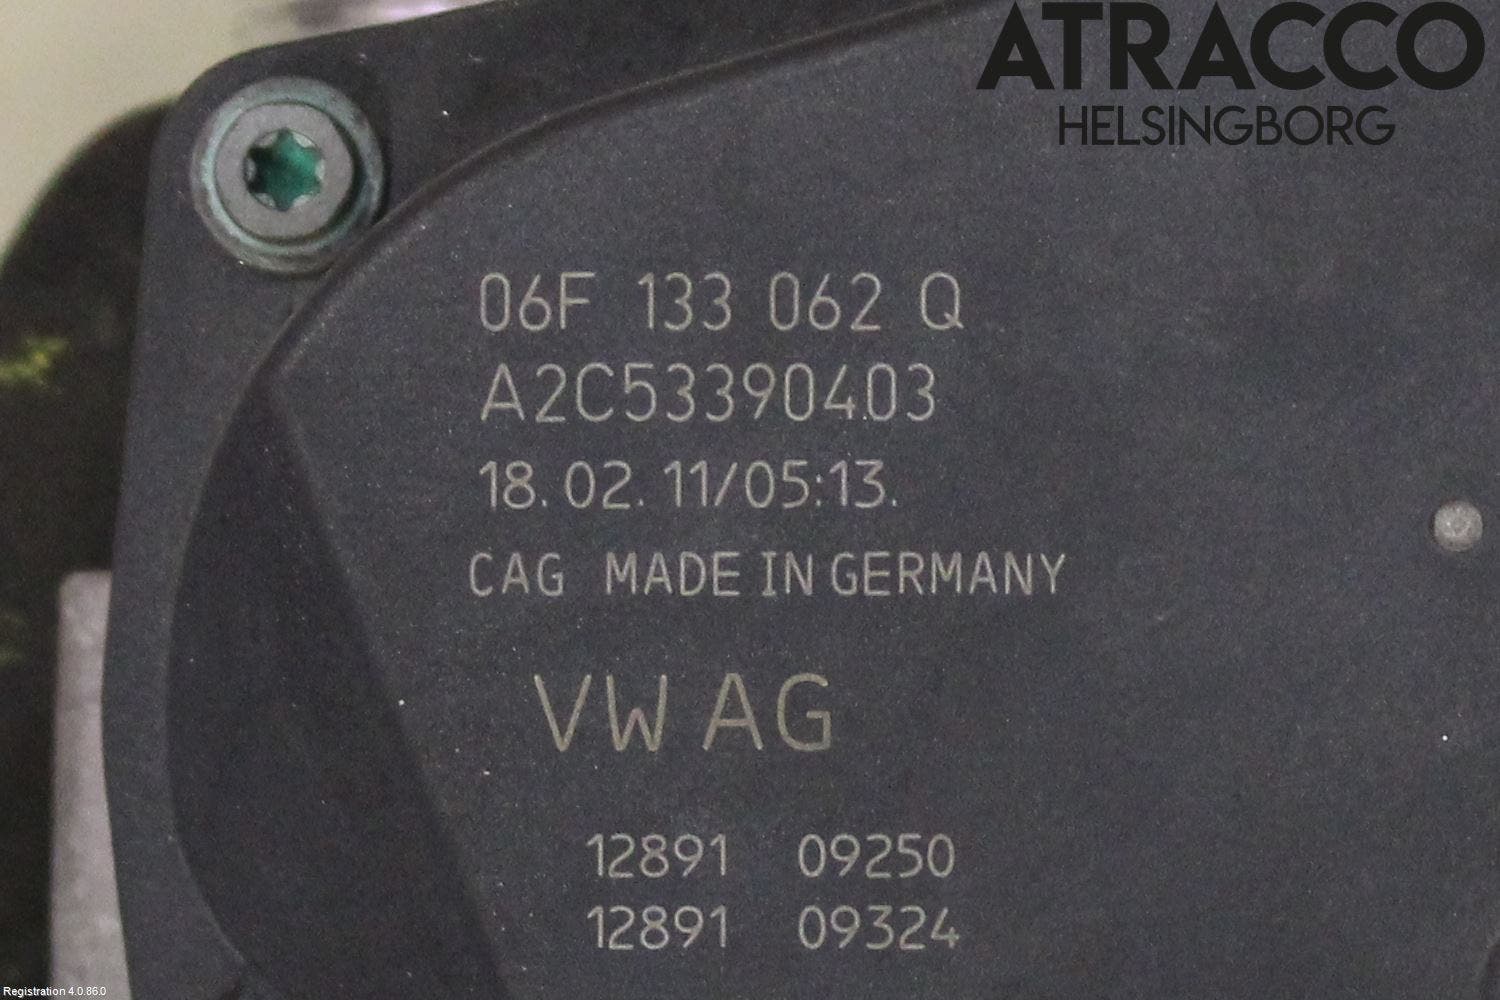 ATRACCO
HELSINGBORG
06F 133 062 Q
A2C53390403
18. 02. 11/05:13.
CAG MADE IN GERMANY
VW AG
12891 09250
12891 09324
Registration 4.0.86.0